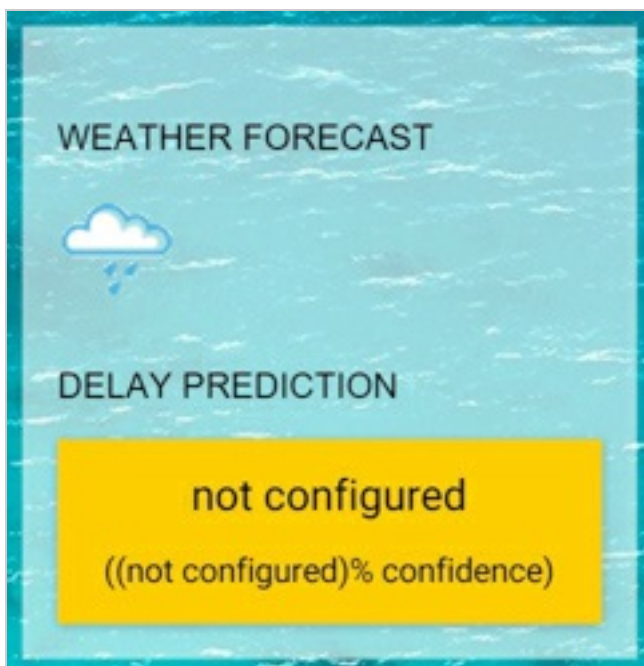 WEATHER FORECAST
DELAY PREDICTION
not configured
((not configured)% confidence)